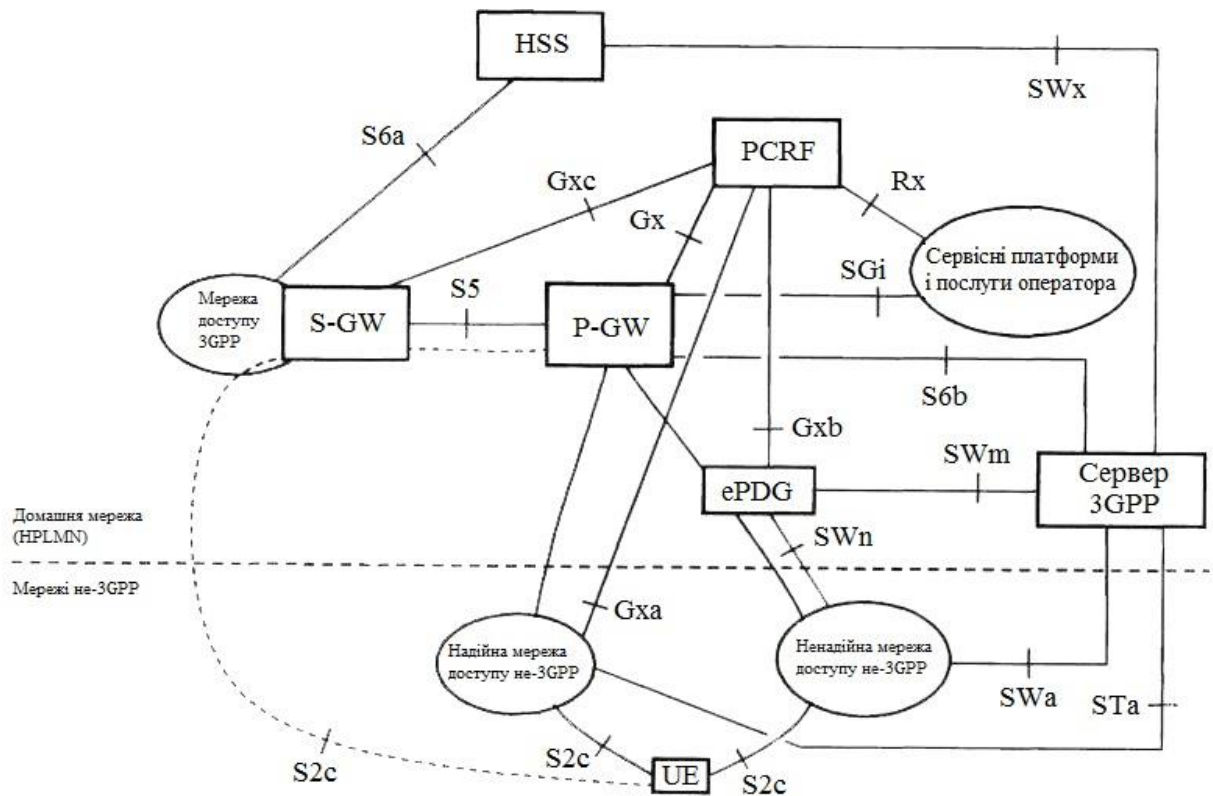 HSS
SWx
S6a
PCRF
Gxc
Rx
Gx
Сервісні платформи
і послуги оператора
SGi
S5
Мережа
доступу
3GPP
S-GW
P-GW
S6b
Gxb
SWm
Сервер
3GPP
ePDG
Домашня мережа
(HPLMN)
SWn
Мережі не-3GPP
Gxa
Надійна мережа
доступу не-3GPP
Ненадійна мережа
доступу не-3GPP
SWa
STa
S2c
S2c
UE
S2c